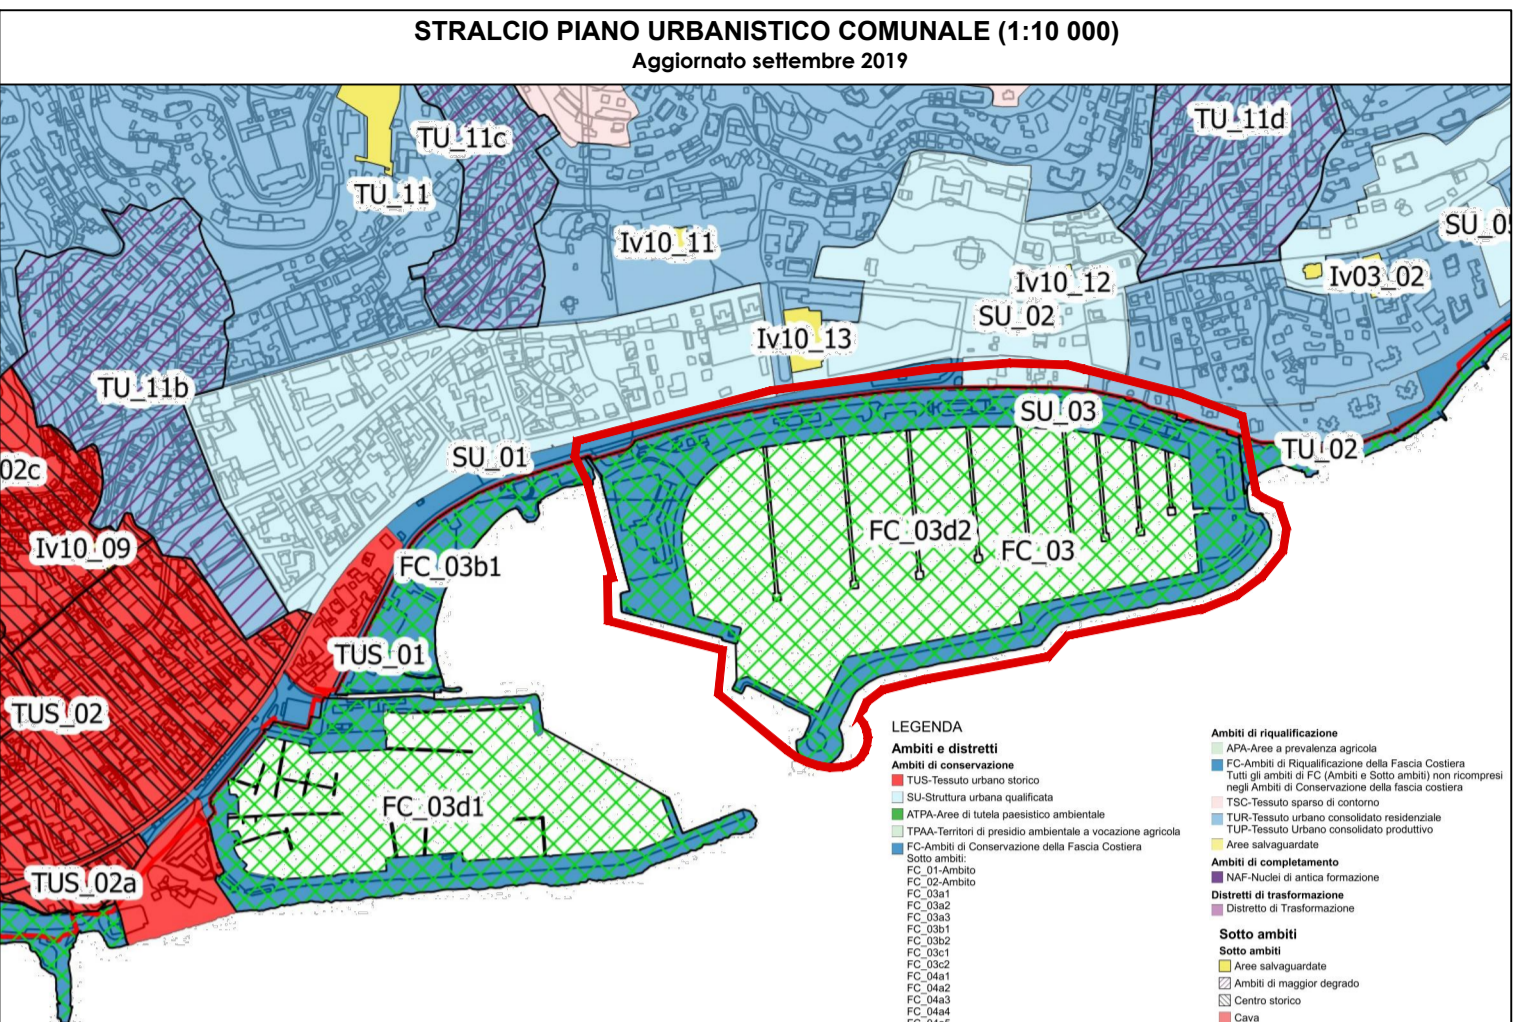 STRALCIO PIANO URBANISTICO COMUNALE (1:10 000)
Aggiornato settembre 2019
TU_11c
TU_11d
TU_11
SU_05
Iv10_11
Iv10_12
Iv03_02
SU_02
Iv10_13
TU_11b
SU_03
SU_01
TU_02
02c
FC_03d2
FC_03
Iv10_09
FC_03b1
TUS_01
TUS_02
FC_03d1
TUS_02a
LEGENDA
Ambiti e distretti
Ambiti di conservazione
TUS-Tessuto urbano storico
SU-Struttura urbana qualificata
ATPA-Aree di tutela paesistico ambientale
TPAA-Territori di presidio ambientale a vocazione agricola
FC-Ambiti di Conservazione della Fascia Costiera
Sotto ambiti:
FC_01-Ambito
FC_02-Ambito
FC_03a1
FC_03a2
FC_03a3
FC_03b1
FC_03b2
FC_03c1
FC_03c2
FC_04a1
FC_04a2
FC_04a3
FC_04a4
FC_04a5
Ambiti di riqualificazione
APA-Aree a prevalenza agricola
FC-Ambiti di Riqualificazione della Fascia Costiera
Tutti gli ambiti di FC (Ambiti e Sotto ambiti) non ricompresi
negli Ambiti di Conservazione della fascia costiera
TSC-Tessuto sparso di contorno
TUR-Tessuto urbano consolidato residenziale
TUP-Tessuto Urbano consolidato produttivo
Aree salvaguardate
Ambiti di completamento
NAF-Nuclei di antica formazione
Distretti di trasformazione
Distretto di Trasformazione
Sotto ambiti
Sotto ambiti
Aree salvaguardate
Ambiti di maggior degrado
Centro storico
Cava